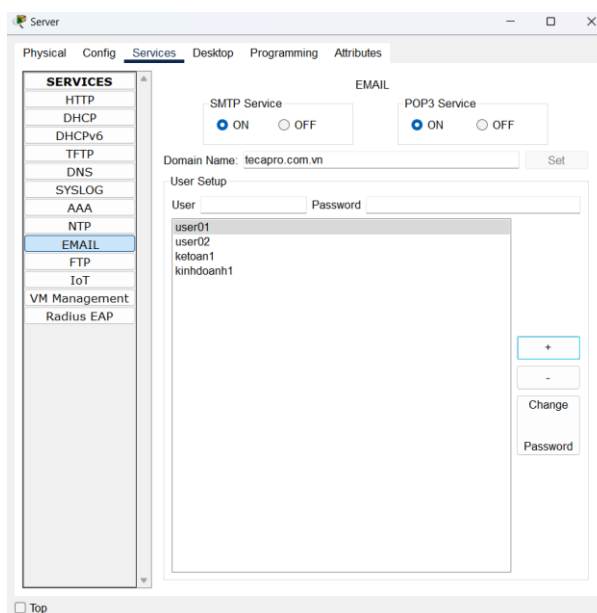 Server
Physical Config Services Desktop Programming Attributes
SERVICES
HTTP
DHCP
DHCPv6
TFTP
DNS
SYSLOG
AAA
NTP
EMAIL
FTP
IoT
VM Management
Radius EAP
EMAIL
SMTP Service
ON OFF
POP3 Service
ON OFF
Domain Name: tecapro.com.vn Set
User Setup
User Password
user01
user02
ketoan1
kinhdoanh1
+
-
Change
Password
Top